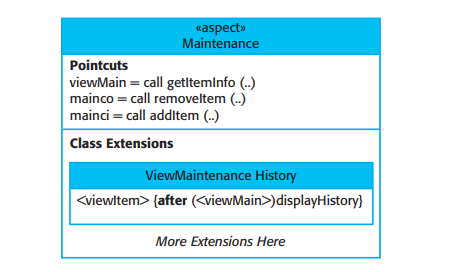 «aspect»
Maintenance
Pointcuts
viewMain = call getItemInfo (..)
mainco = call removeItem (..)
mainci = call addItem (..)
Class Extensions
ViewMaintenance History
<viewItem> {after (<viewMain>)displayHistory}
More Extensions Here